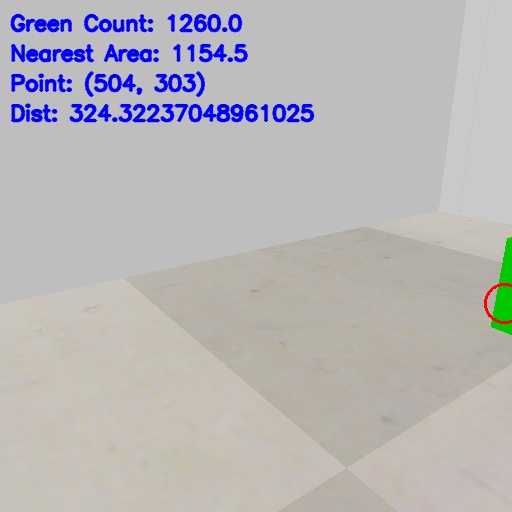 Green Count: 1260.0
Nearest Area: 1154.5
Point: (504, 303)
Dist: 324.32237048961025